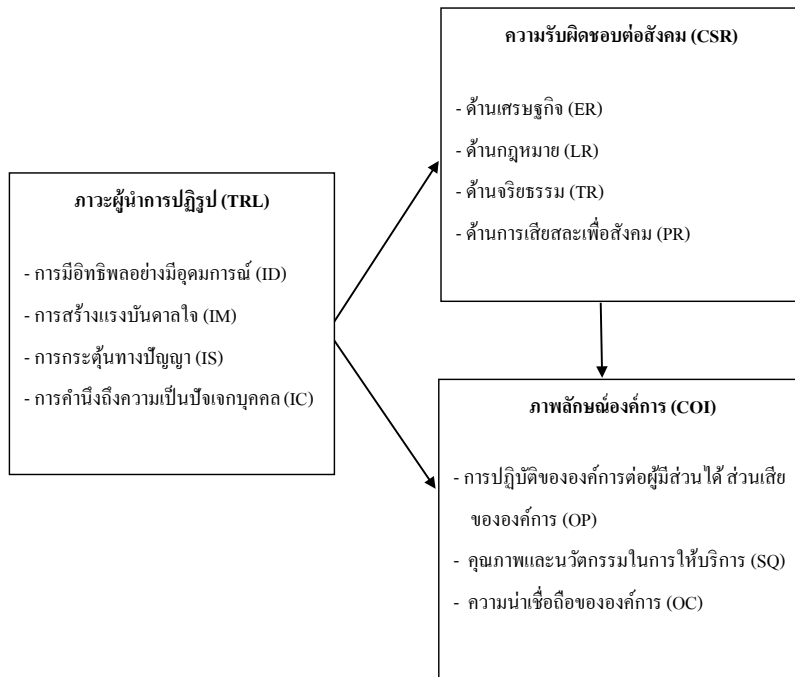 ความรับผิดชอบต่อสังคม (CSR)
- ด้านเศรษฐกิจ (ER)
- ด้านกฎหมาย (LR)
- ด้านจริยธรรม (TR)
- ด้านการเสียสละเพื่อสังคม (PR)
ภาวะผู้นำการปฏิรูป (TRL)
- การมีอิทธิพลอย่างมีอุดมการณ์ (ID)
- การสร้างแรงบันดาลใจ (IM)
- การกระตุ้นทางปัญญา (IS)
- การคำนึงถึงความเป็นปัจเจกบุคคล (IC)
ภาพลักษณ์องค์การ (COI)
- การปฏิบัติขององค์การต่อผู้มีส่วนได้ ส่วนเสีย
ขององค์การ (OP)
- คุณภาพและนวัตกรรมในการให้บริการ (SQ)
- ความน่าเชื่อถือขององค์การ (OC)